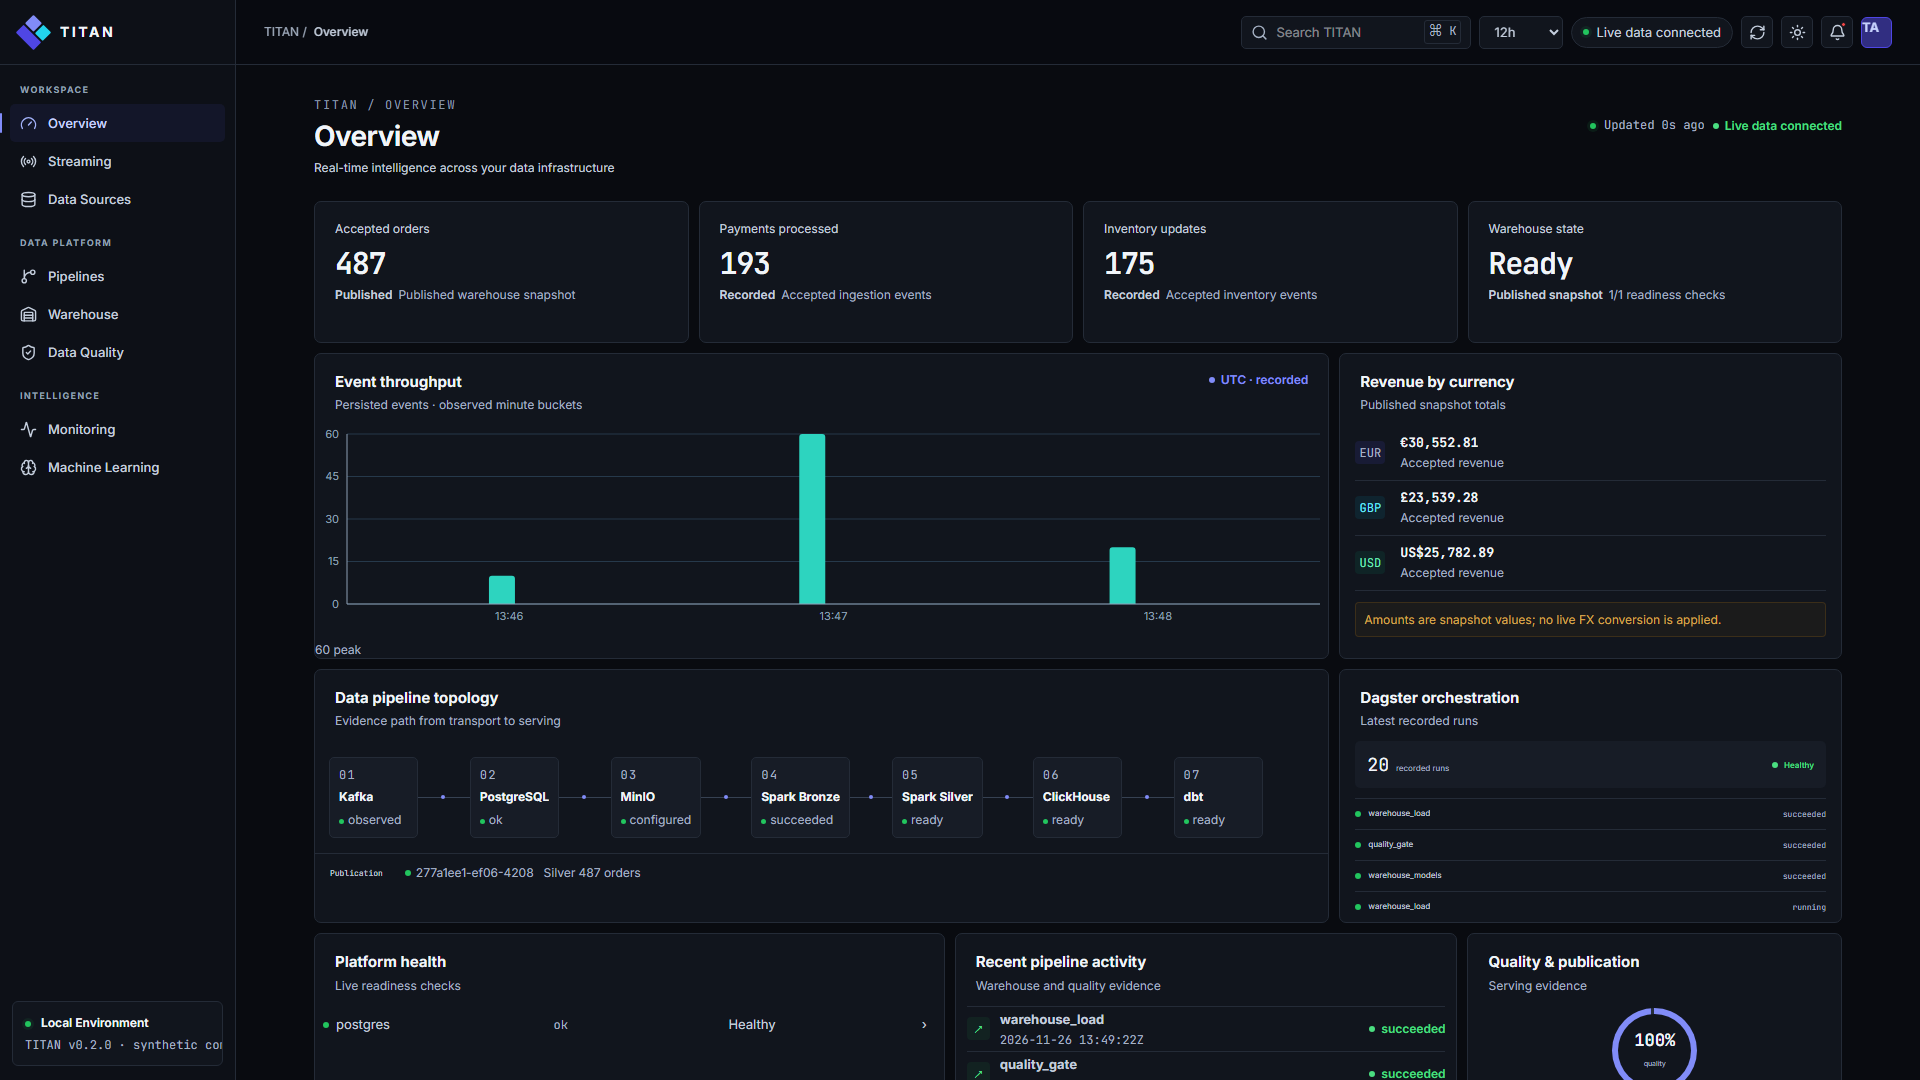 TITAN
TITAN / Overview
Search TITAN
⌘ K
12h
Live data connected
TA
WORKSPACE
Overview
Streaming
Data Sources
DATA PLATFORM
Pipelines
Warehouse
Data Quality
INTELLIGENCE
Monitoring
Machine Learning
Local Environment
TITAN v0.2.0 · synthetic
TITAN / OVERVIEW
Overview
Real-time intelligence across your data infrastructure
Updated 0s ago
Live data connected
Accepted orders
487
Published Published warehouse snapshot
Payments processed
193
Recorded Accepted ingestion events
Inventory updates
175
Recorded Accepted inventory events
Warehouse state
Ready
Published snapshot 1/1 readiness checks
Event throughput
Persisted events · observed minute buckets
UTC · recorded
60
45
30
15
0
13:46
13:47
13:48
60 peak
Revenue by currency
Published snapshot totals
EUR
€30,552.81
Accepted revenue
GBP
£23,539.28
Accepted revenue
USD
US$25,782.89
Accepted revenue
Amounts are snapshot values; no live FX conversion is applied.
Data pipeline topology
Evidence path from transport to serving
01
Kafka
observed
02
PostgreSQL
ok
03
MinIO
configured
04
Spark Bronze
succeeded
05
Spark Silver
ready
06
ClickHouse
ready
07
dbt
ready
Publication
277a1ee1-ef06-4208
Silver 487 orders
Dagster orchestration
Latest recorded runs
20 recorded runs
Healthy
warehouse_load succeeded
quality_gate succeeded
warehouse_models succeeded
warehouse_load running
Platform health
Live readiness checks
postgres ok Healthy ›
Recent pipeline activity
Warehouse and quality evidence
warehouse_load
2026-11-26 13:49:22Z
succeeded
quality_gate
succeeded
Quality & publication
Serving evidence
100%
quality